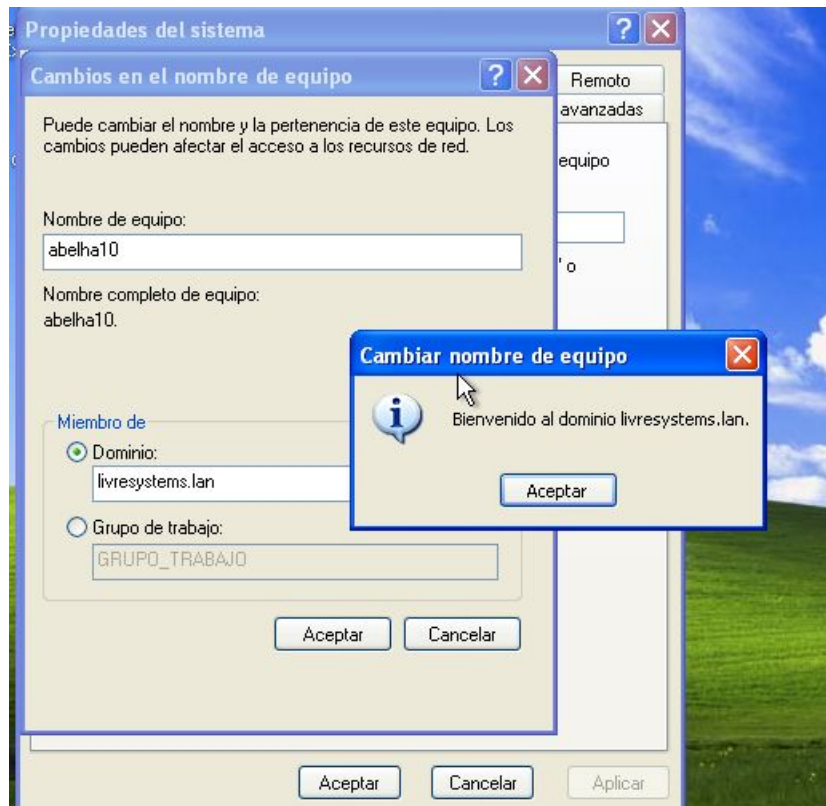 Propiedades del sistema
Cambios en el nombre de equipo
Remoto
avanzadas
Puede cambiar el nombre y la pertenencia de este equipo. Los
cambios pueden afectar el acceso a los recursos de red.
equipo
Nombre de equipo:
abelha10
' o
Nombre completo de equipo:
abelha10.
Cambiar nombre de equipo
Bienvenido al dominio livresystems.lan.
Aceptar
Miembro de
Dominio:
livresystems.lan
Grupo de trabajo:
GRUPO_TRABAJO
Aceptar
Cancelar
Aceptar
Cancelar
Aplicar